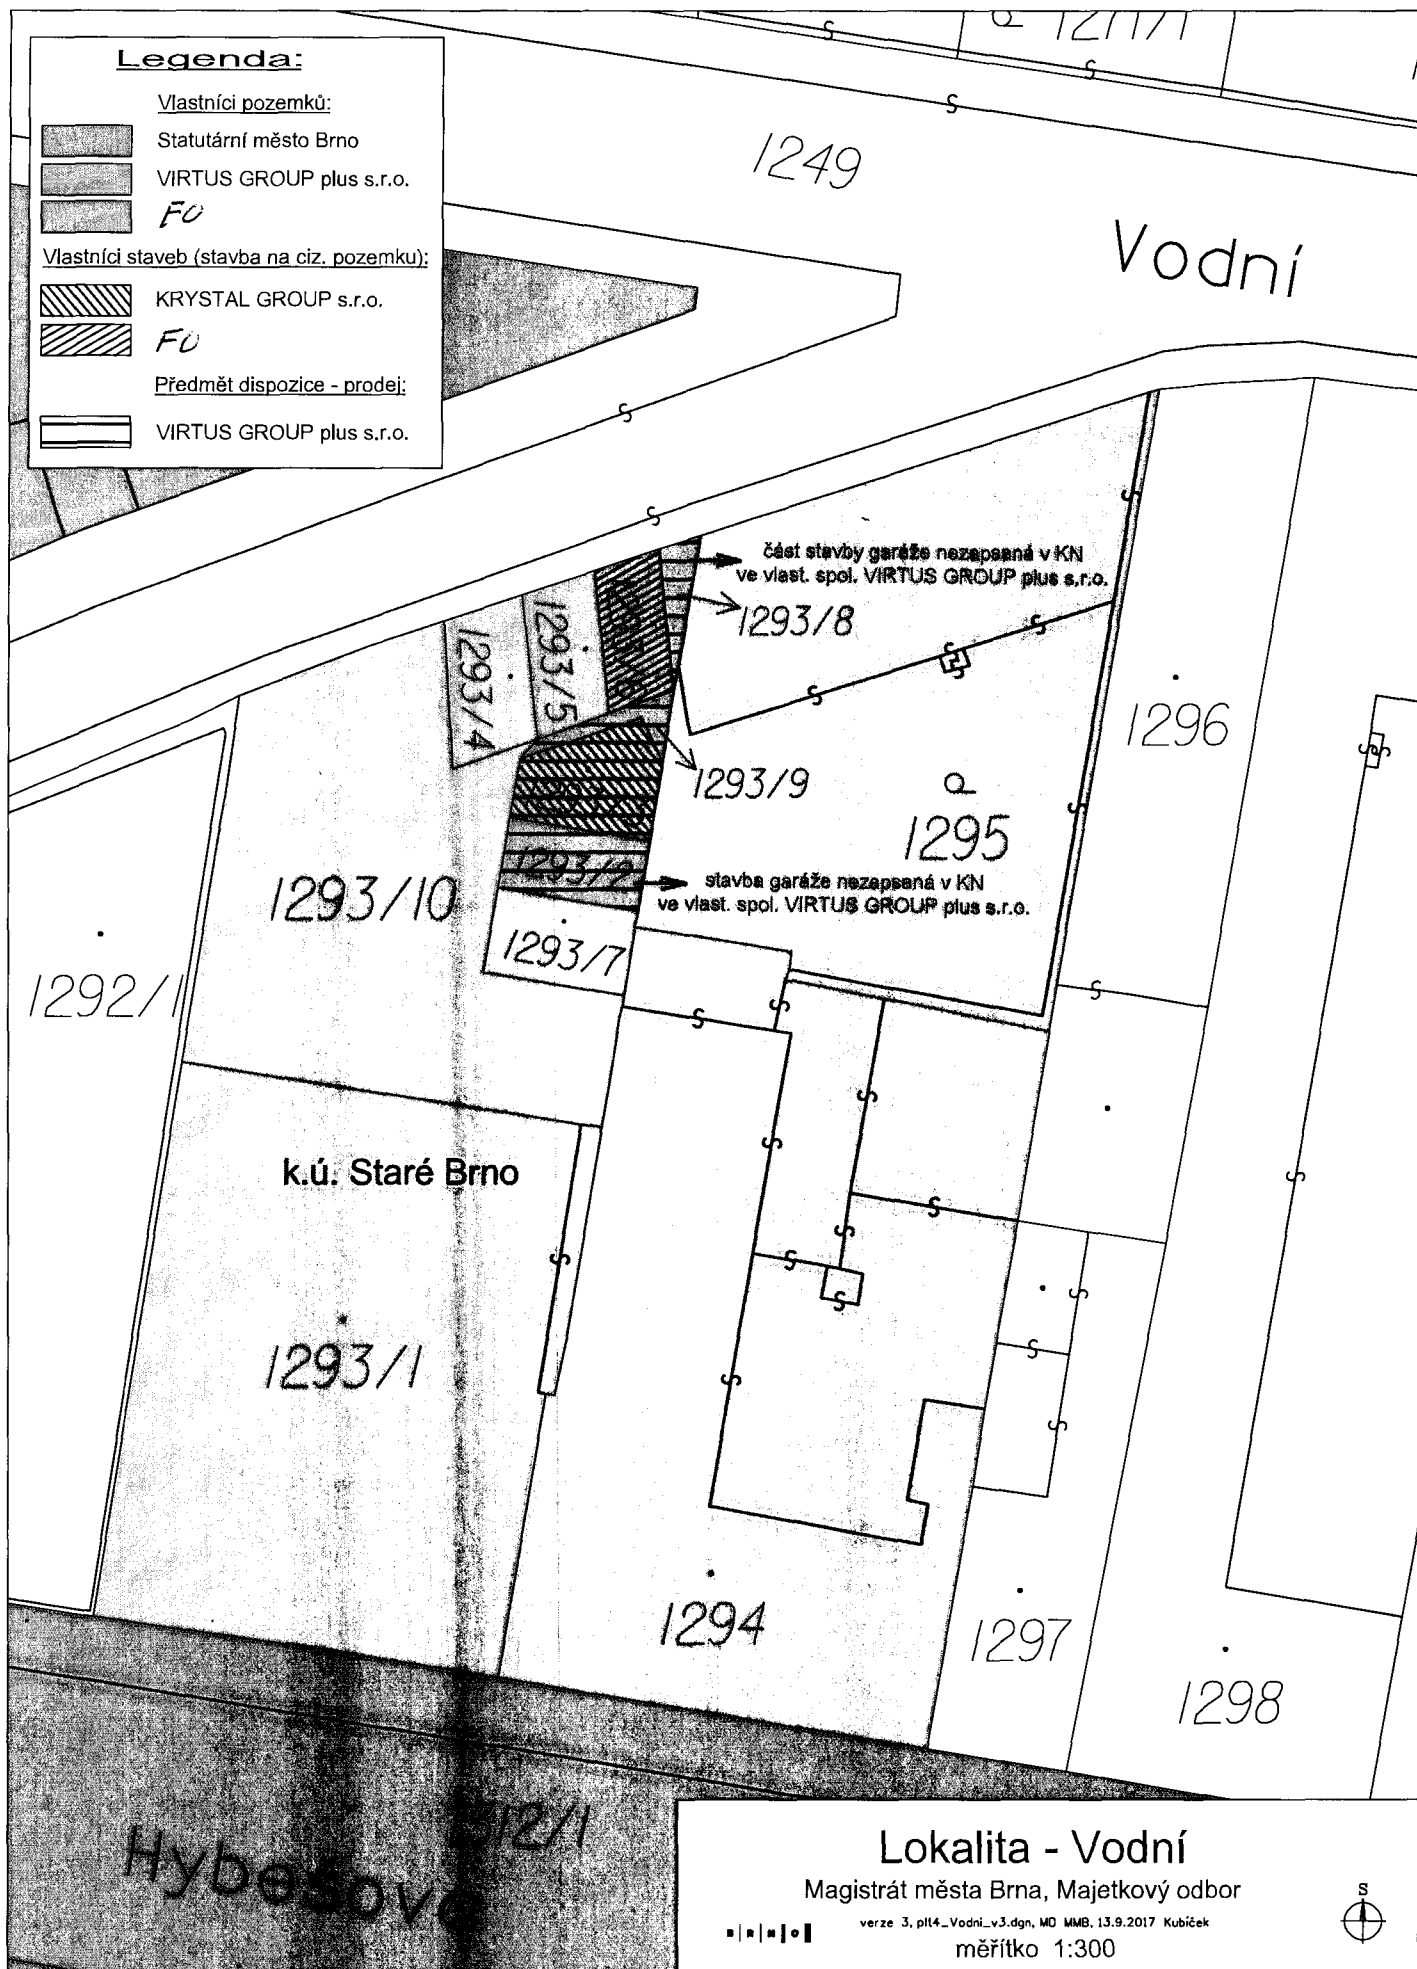 Legenda:
Vlastníci pozemků:
Statutární město Brno
VIRTUS GROUP plus s.r.o.
FO
Vlastníci staveb (stavba na ciz. pozemku):
KRYSTAL GROUP s.r.o.
FO
Předmět dispozice - prodej:
VIRTUS GROUP plus s.r.o.
1249
Vodní
část stavby garáže nezapsaná v KN
ve vlast. spol. VIRTUS GROUP plus s.r.o.
1293/8
1293/5
1293/4
1296
1293/9
1295
1293/2
stavba garáže nezapsaná v KN
ve vlast. spol. VIRTUS GROUP plus s.r.o.
1293/10
1293/7
1292/1
k.ú. Staré Brno
1293/1
1294
1297
1298
Hybešova
Lokalita - Vodní
Magistrát města Brna, Majetkový odbor
verze 3, pl14_Vodni_v3.dgn, MO MMB, 13.9.2017 Kubíček
měřítko 1:300
BRNO
S